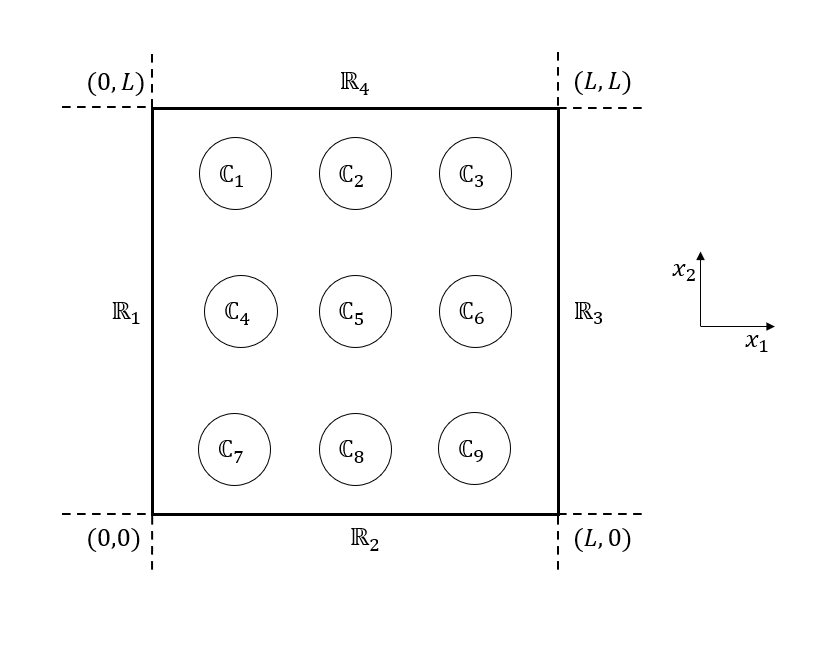 (0, L) ℝ₄ (L, L)
ℂ₁ ℂ₂ ℂ₃
x₂
ℝ₁ ℂ₄ ℂ₅ ℂ₆ ℝ₃
x₁
ℂ₇ ℂ₈ ℂ₉
(0,0) ℝ₂ (L, 0)